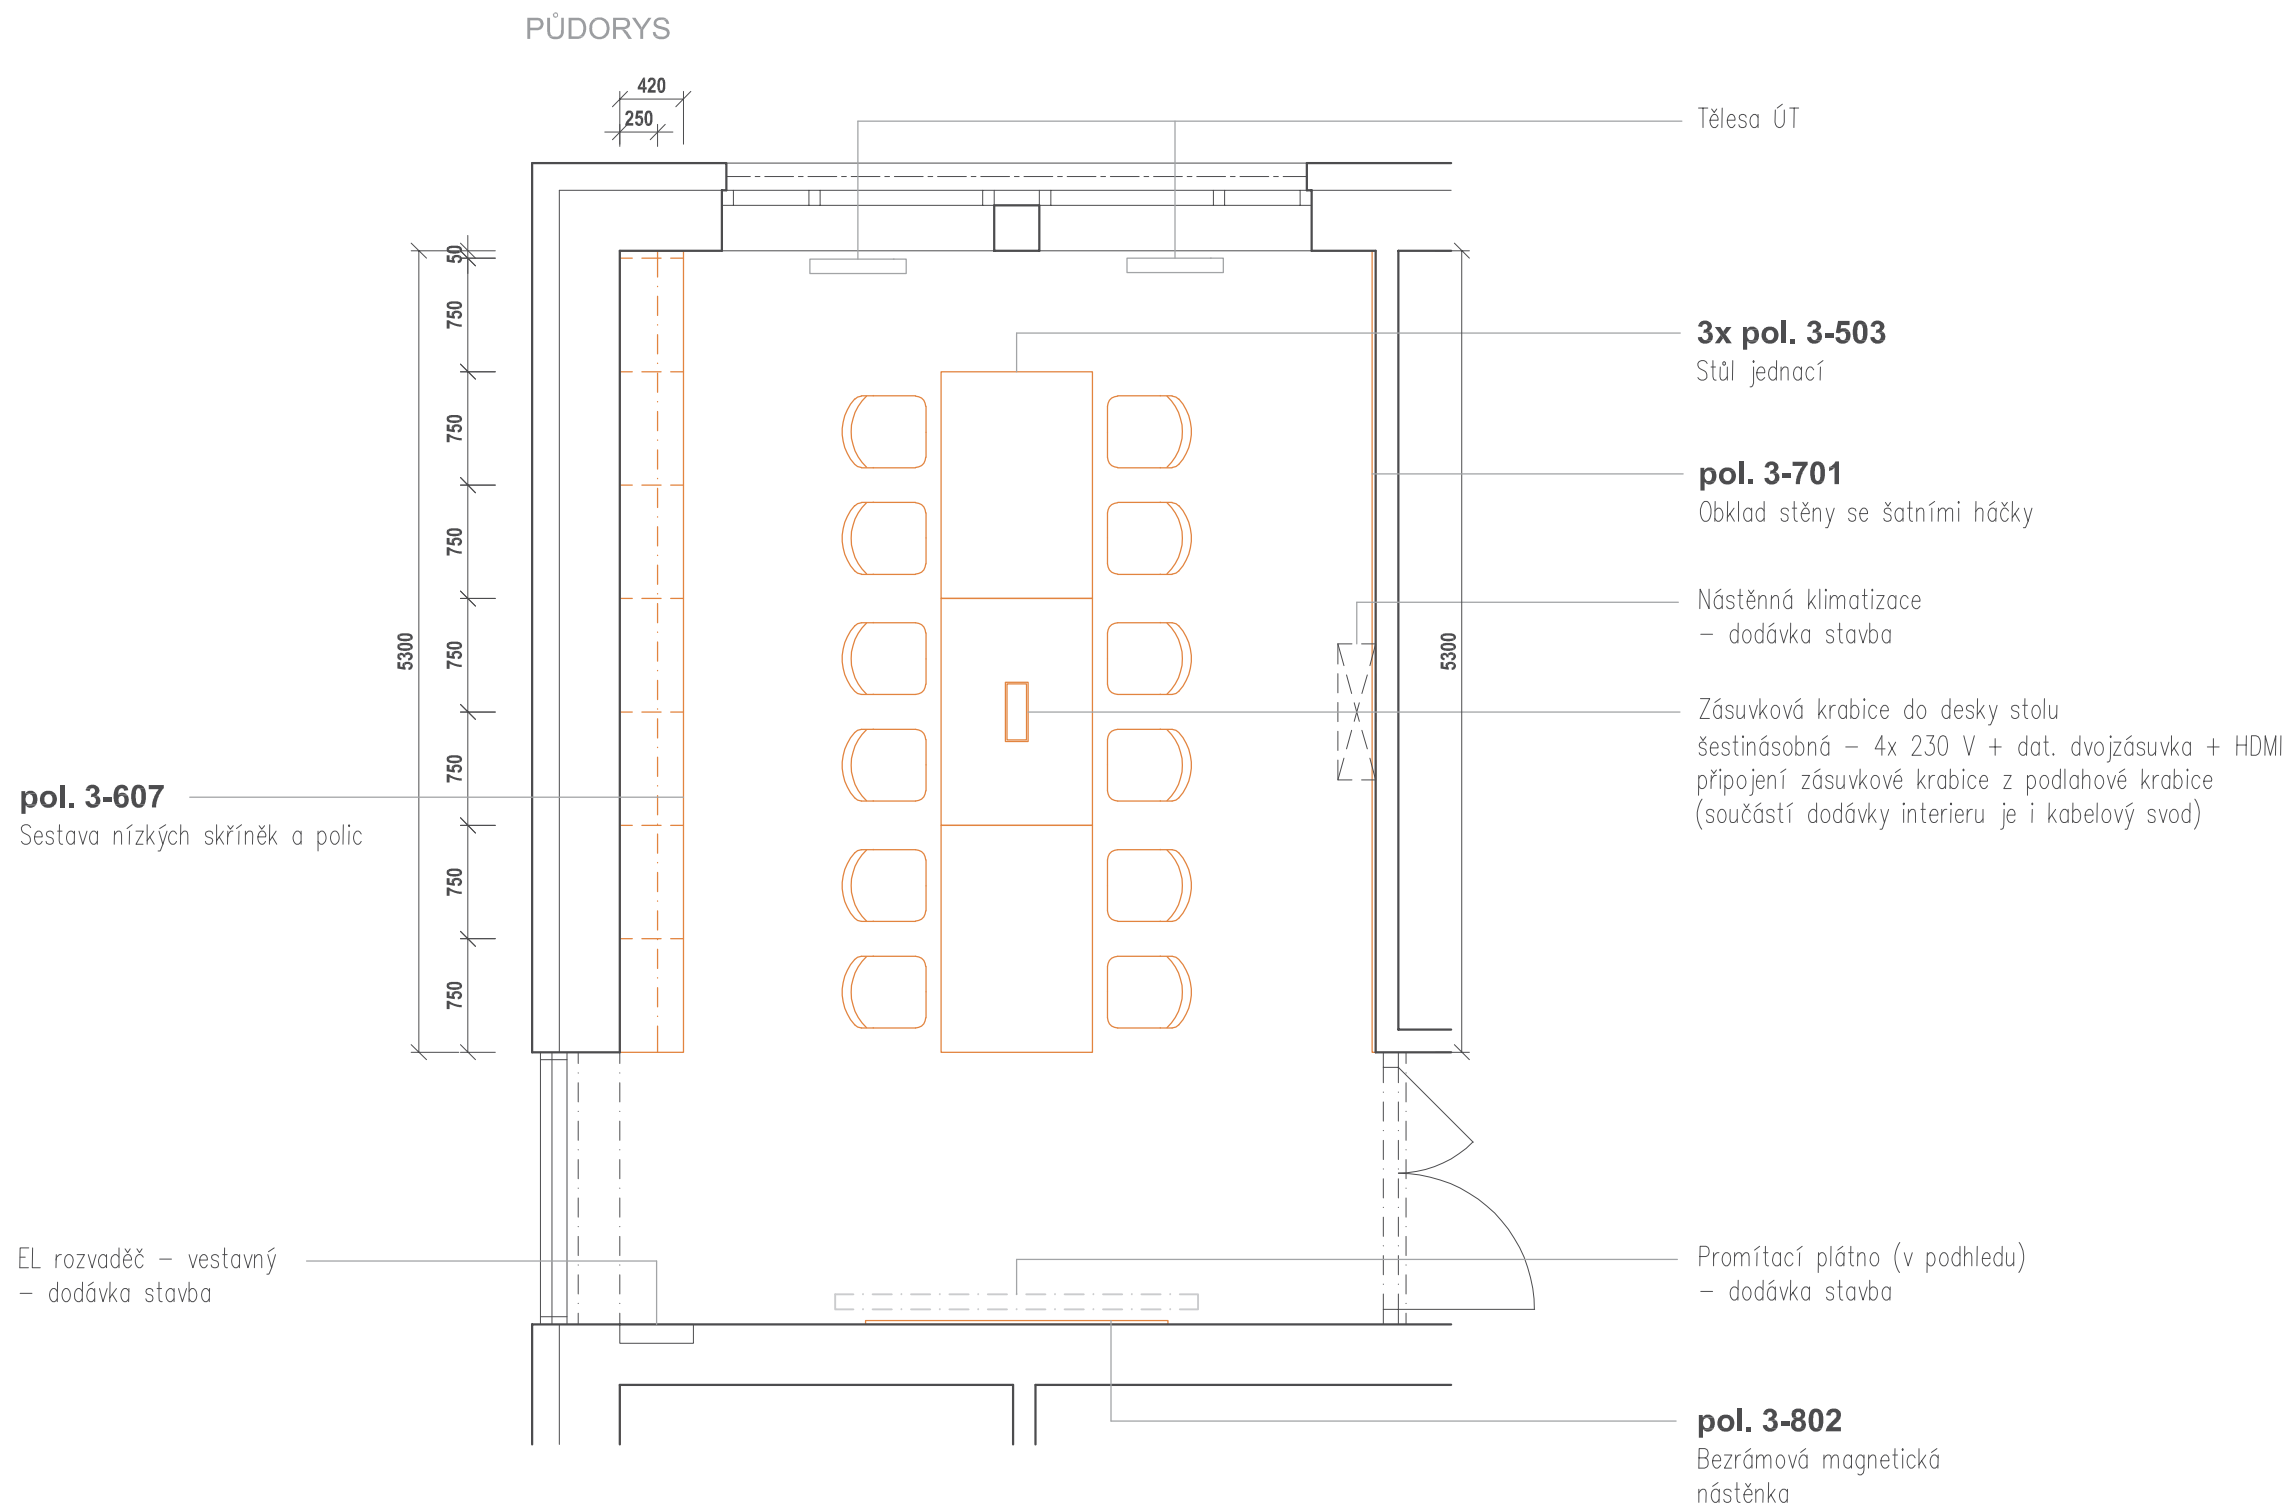 PŮDORYS
420
250
Tělesa ÚT
50
750
750
750
750
750
750
750
5300
5300
3x pol. 3-503
Stůl jednací
pol. 3-701
Obklad stěny se šatními háčky
Nástěnná klimatizace
– dodávka stavba
Zásuvková krabice do desky stolu
šestinásobná – 4x 230 V + dat. dvojzásuvka + HDMI
připojení zásuvkové krabice z podlahové krabice
(součástí dodávky interieru je i kabelový svod)
pol. 3-607
Sestava nízkých skříněk a polic
EL rozvaděč – vestavný
– dodávka stavba
Promítací plátno (v podhledu)
– dodávka stavba
pol. 3-802
Bezrámová magnetická
nástěnka